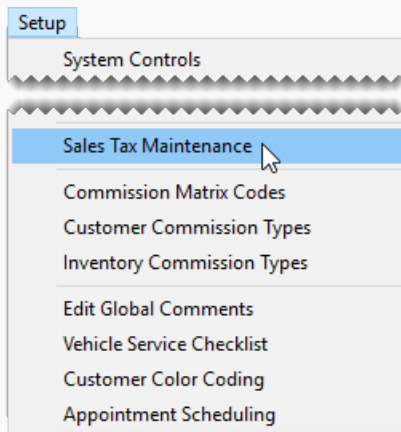 Setup
System Controls
Sales Tax Maintenance
Commission Matrix Codes
Customer Commission Types
Inventory Commission Types
Edit Global Comments
Vehicle Service Checklist
Customer Color Coding
Appointment Scheduling